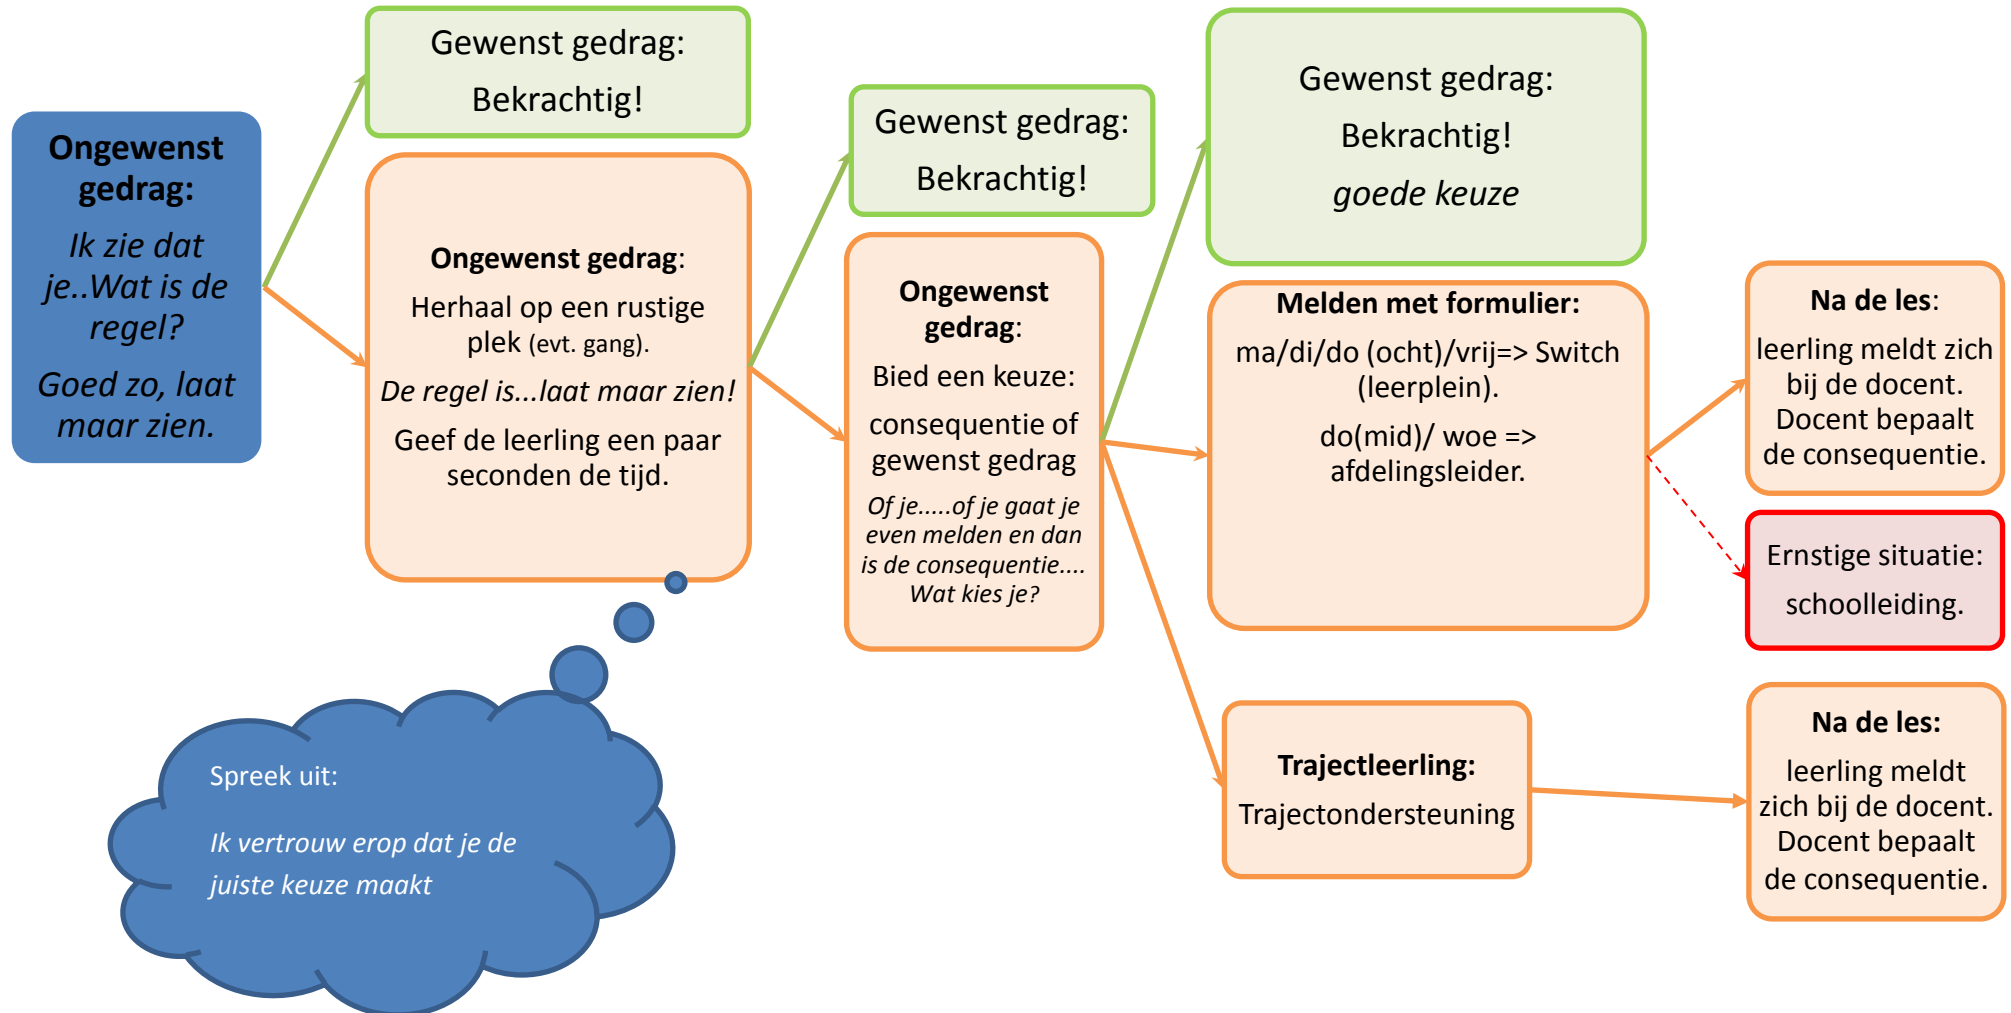 Ongewenst
gedrag:
Ik zie dat
je..Wat is de
regel?
Goed zo, laat
maar zien.
Gewenst gedrag:
Bekrachtig!
Ongewenst gedrag:
Herhaal op een rustige
plek (evt. gang).
De regel is...laat maar zien!
Geef de leerling een paar
seconden de tijd.
Spreek uit:
Ik vertrouw erop dat je de
juiste keuze maakt
Gewenst gedrag:
Bekrachtig!
Ongewenst
gedrag:
Bied een keuze:
consequentie of
gewenst gedrag
Of je.....of je gaat je
even melden en dan
is de consequentie....
Wat kies je?
Gewenst gedrag:
Bekrachtig!
goede keuze
Melden met formulier:
ma/di/do (ocht)/vrij=> Switch
(leerplein).
do(mid)/ woe =>
afdelingsleider.
Trajectleerling:
Trajectondersteuning
Na de les:
leerling meldt zich
bij de docent.
Docent bepaalt
de consequentie.
Ernstige situatie:
schoolleiding.
Na de les:
leerling meldt
zich bij de docent.
Docent bepaalt
de consequentie.